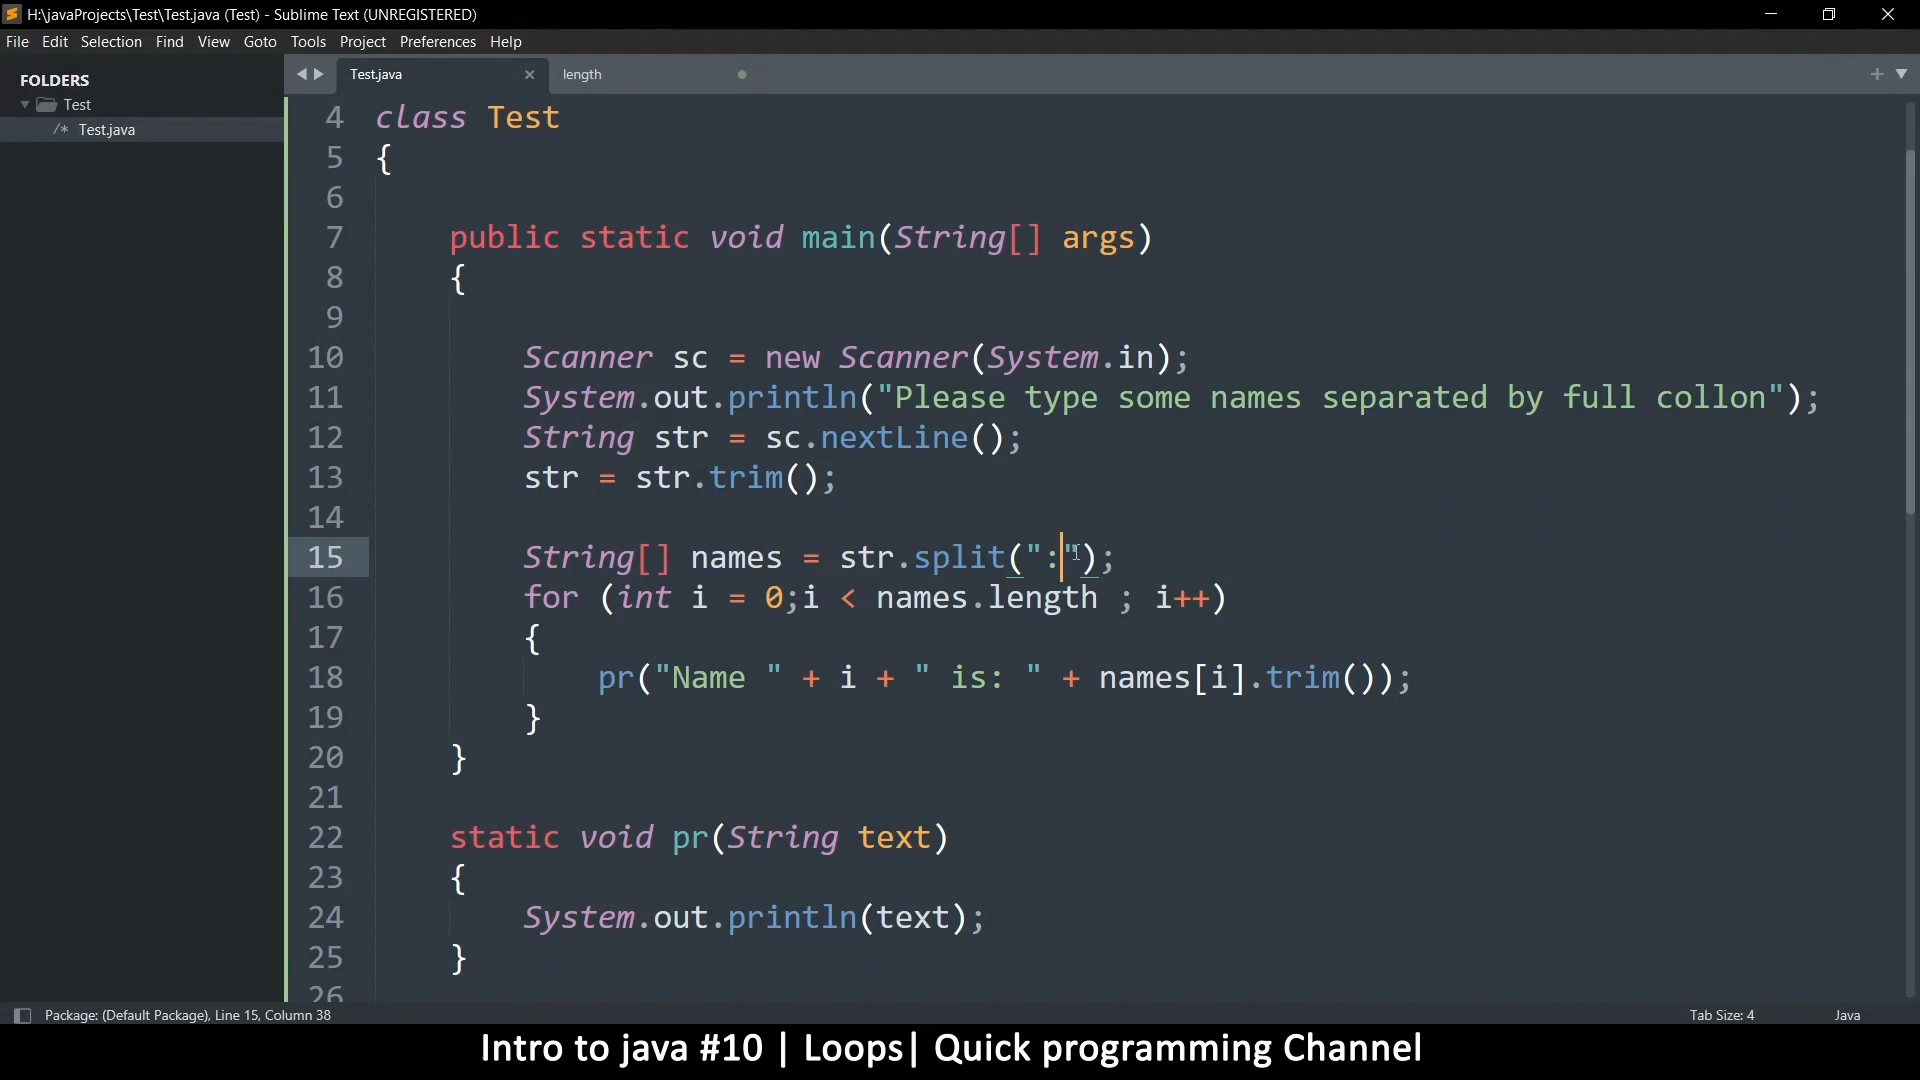 H:\javaProjects\Test\Test.java (Test) - Sublime Text (UNREGISTERED)
File Edit Selection Find View Goto Tools Project Preferences Help
FOLDERS
Test
/* Test.java
Test.java
length
4 class Test
5 {
6
7 public static void main(String[] args)
8 {
9
10 Scanner sc = new Scanner(System.in);
11 System.out.println("Please type some names separated by full collon");
12 String str = sc.nextLine();
13 str = str.trim();
14
15 String[] names = str.split(":");
16 for (int i = 0;i < names.length ; i++)
17 {
18 pr("Name " + i + " is: " + names[i].trim());
19 }
20 }
21
22 static void pr(String text)
23 {
24 System.out.println(text);
25 }
26
Package: (Default Package), Line 15, Column 38
Tab Size: 4
Java
Intro to java #10 | Loops| Quick programming Channel